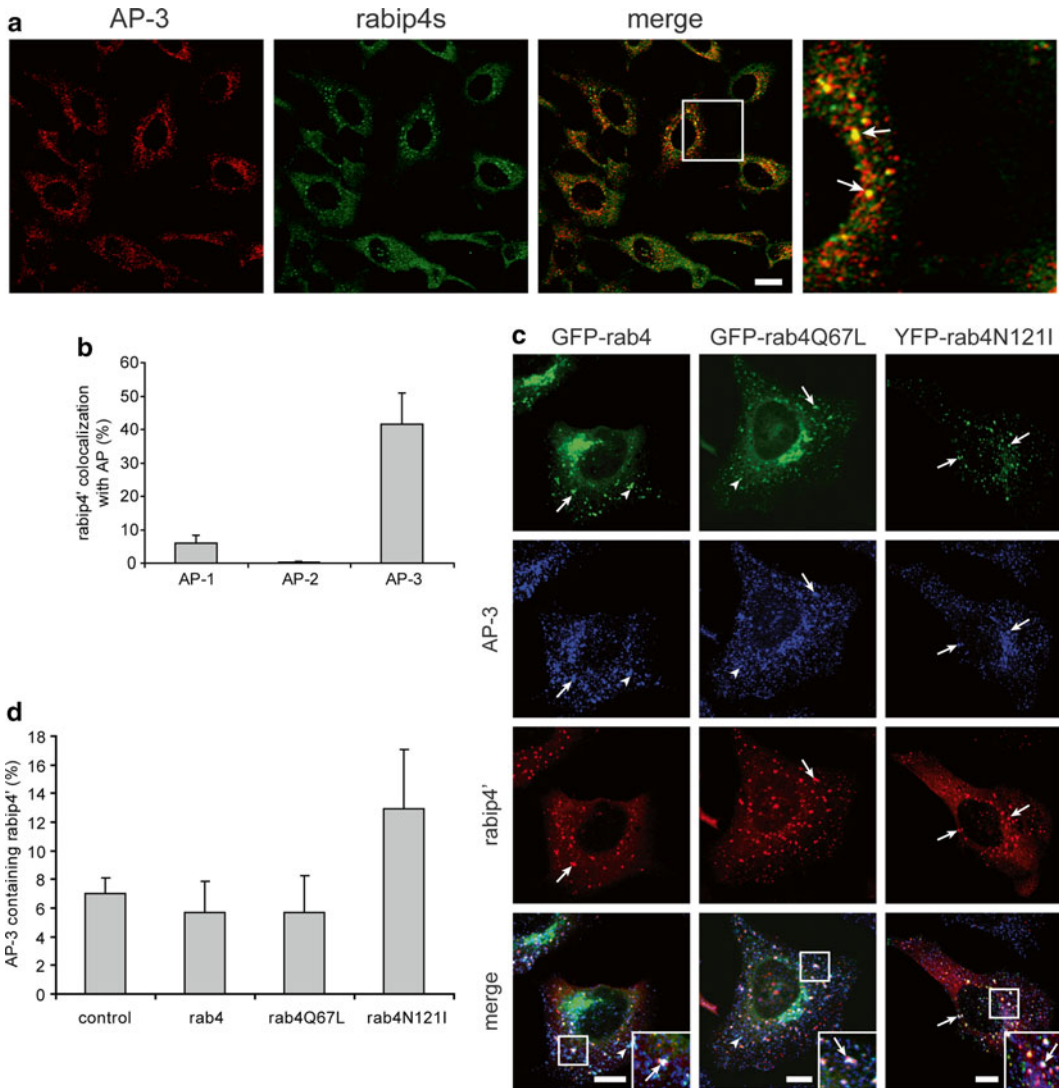 a
AP-3 rabip4s merge
b
60
50
40
30
20
10
0
rabip4' colocalization
with AP (%)
AP-1 AP-2 AP-3
c
GFP-rab4 GFP-rab4Q67L YFP-rab4N121I
AP-3
rabip4'
merge
d
18
16
14
12
10
8
6
4
2
0
AP-3 containing rabip4' (%)
control rab4 rab4Q67L rab4N121I